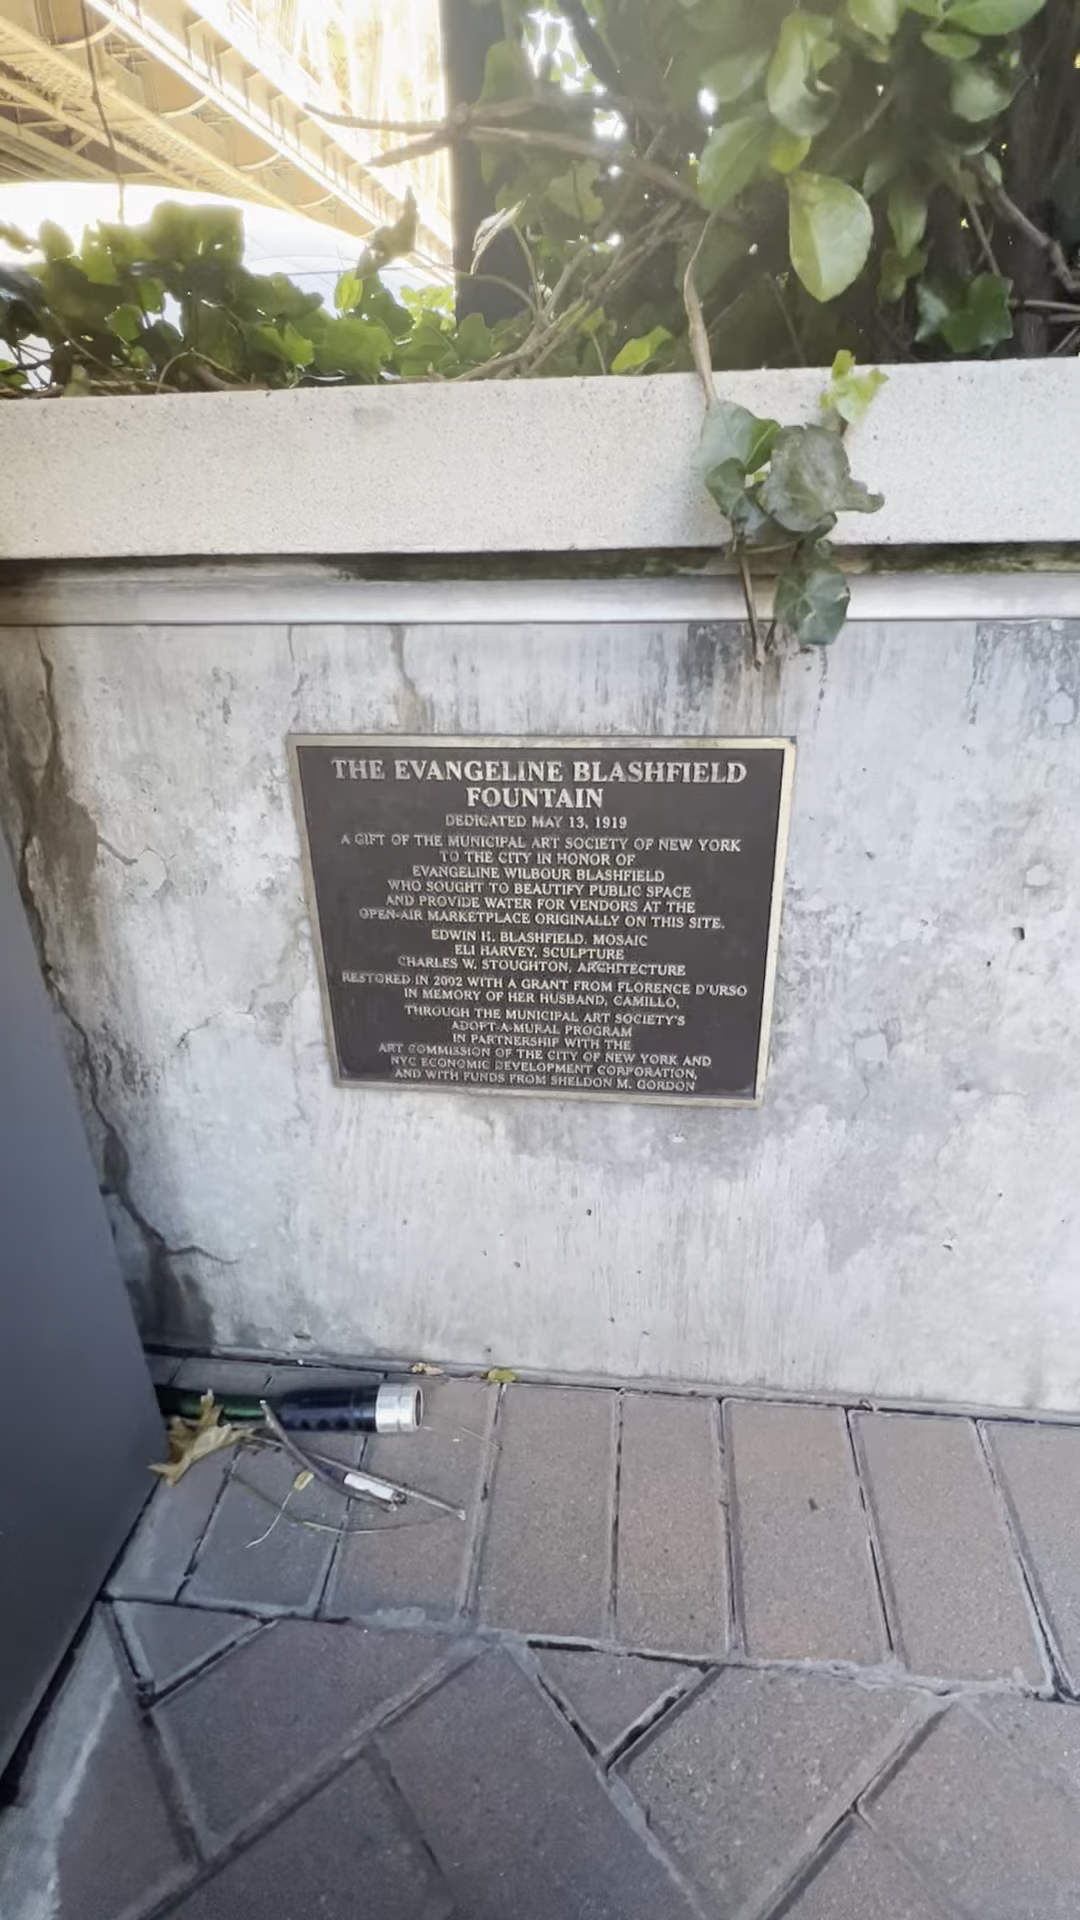 THE EVANGELINE BLASHFIELD
FOUNTAIN
DEDICATED MAY 13, 1919
A GIFT OF THE MUNICIPAL ART SOCIETY OF NEW YORK
TO THE CITY IN HONOR OF
EVANGELINE WILBOUR BLASHFIELD
WHO SOUGHT TO BEAUTIFY PUBLIC SPACE
AND PROVIDE WATER FOR VENDORS AT THE
OPEN-AIR MARKETPLACE ORIGINALLY ON THIS SITE.
EDWIN H. BLASHFIELD, MOSAIC
ELI HARVEY, SCULPTURE
CHARLES W. STOUGHTON, ARCHITECTURE
RESTORED IN 2002 WITH A GRANT FROM FLORENCE D'URSO
IN MEMORY OF HER HUSBAND, CAMILLO,
THROUGH THE MUNICIPAL ART SOCIETY'S
ADOPT-A-MURAL PROGRAM
IN PARTNERSHIP WITH THE
ART COMMISSION OF THE CITY OF NEW YORK AND
NYC ECONOMIC DEVELOPMENT CORPORATION,
AND WITH FUNDS FROM SHELDON M. GORDON